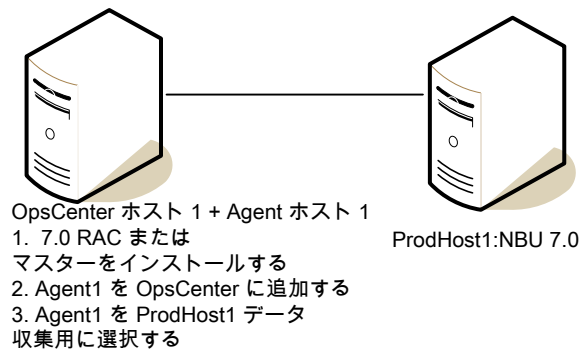 OpsCenter ホスト 1 + Agent ホスト 1
1. 7.0 RAC または
マスターをインストールする
2. Agent1 を OpsCenter に追加する
3. Agent1 を ProdHost1 データ
収集用に選択する
ProdHost1:NBU 7.0